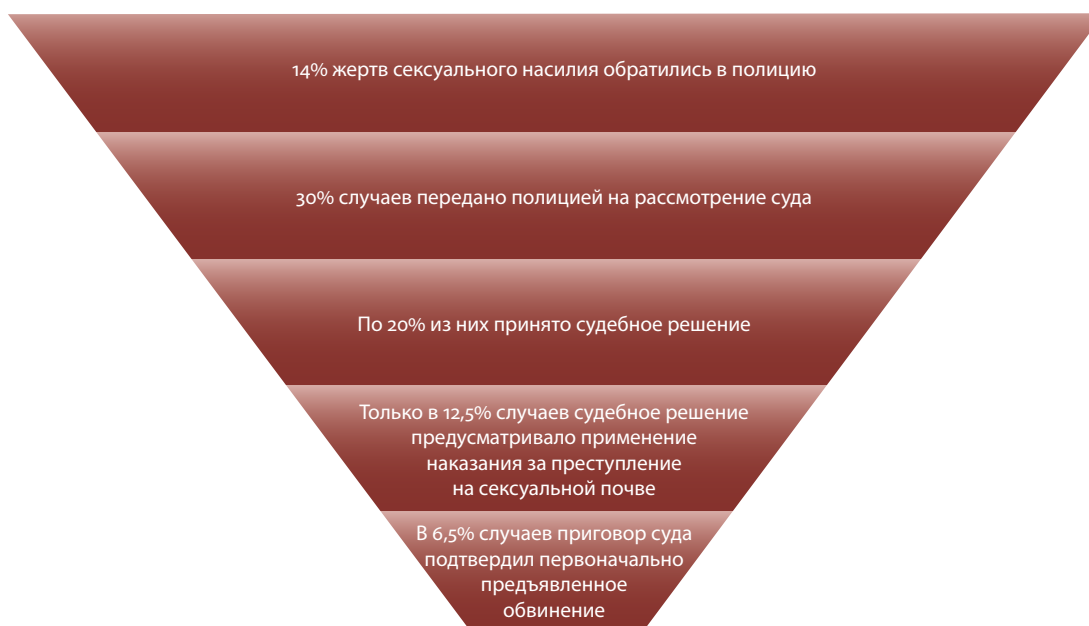 14% жертв сексуального насилия обратились в полицию
30% случаев передано полицией на рассмотрение суда
По 20% из них принято судебное решение
Только в 12,5% случаев судебное решение
предусматривало применение
наказания за преступление
на сексуальной почве
В 6,5% случаев приговор суда
подтвердил первоначально
предъявленное
обвинение